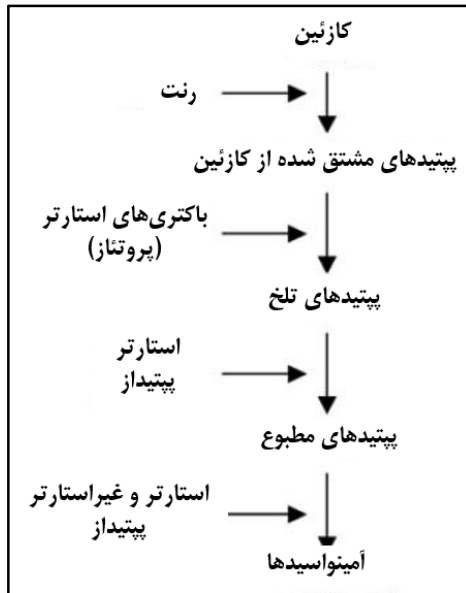 کازئین
رنت
پپتیدهای مشتق شده از کازئین
باکتری‌های استارتر
(پروتئاز)
پپتیدهای تلخ
استارتر
پپتیداز
پپتیدهای مطبوع
استارتر و غیراستارتر
پپتیداز
آمینواسیدها